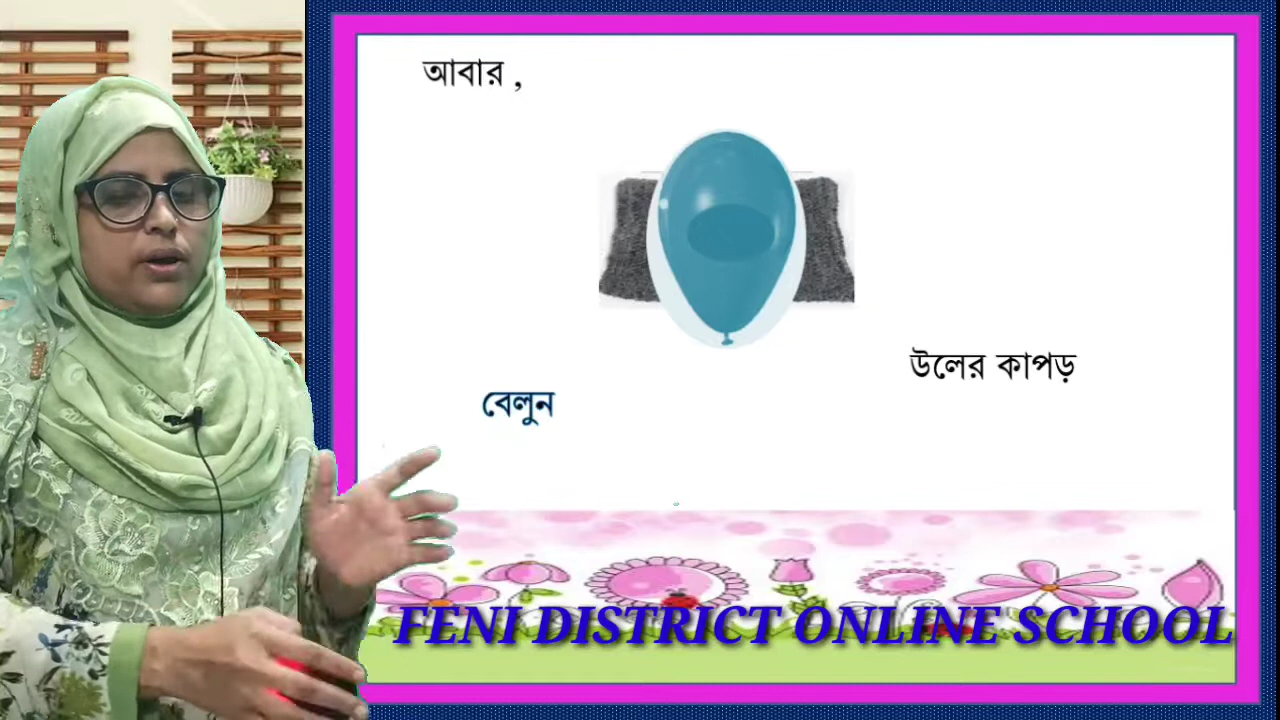 আবার ,
উলের কাপড়
বেলুন
FENI DISTRICT ONLINE SCHOOL